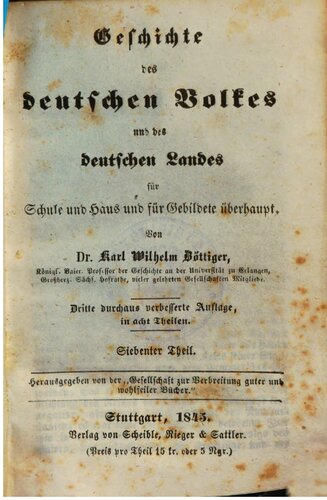 Geschichte
des
deutschen Volkes
und des
deutschen Landes
für
Schule und Haus und für Gebildete überhaupt.
Von
Dr. Karl Wilhelm Böttiger,
Königl. Baier. Professor der Geschichte an der Universität zu Erlangen,
Großherz. Sächs. Hofrathe, vieler gelehrten Gesellschaften Mitgliede.
Dritte durchaus verbesserte Auflage,
in acht Theilen.
Siebenter Theil.
Herausgegeben von der „Gesellschaft zur Verbreitung guter und
wohlfeiler Bücher.“
Stuttgart, 1845.
Verlag von Scheible, Rieger & Sattler.
(Preis pro Theil 15 kr. oder 5 Ngr.)